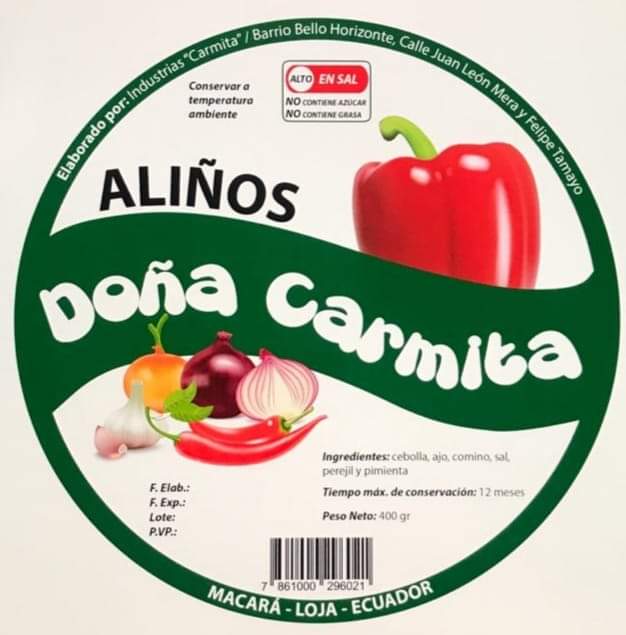 Elaborado por: Industrias "Carmita" / Barrio Bello Horizonte, Calle Juan León Mera y Felipe Tamayo
Conservar a
temperatura
ambiente
ALTO EN SAL
NO CONTIENE AZÚCAR
NO CONTIENE GRASA
ALIÑOS
Doña Carmita
Ingredientes: cebolla, ajo, comino, sal,
perejil y pimienta
Tiempo máx. de conservación: 12 meses
Peso Neto: 400 gr
F. Elab.:
F. Exp.:
Lote:
P.VP.:
7 861000 296021
MACARÁ - LOJA - ECUADOR